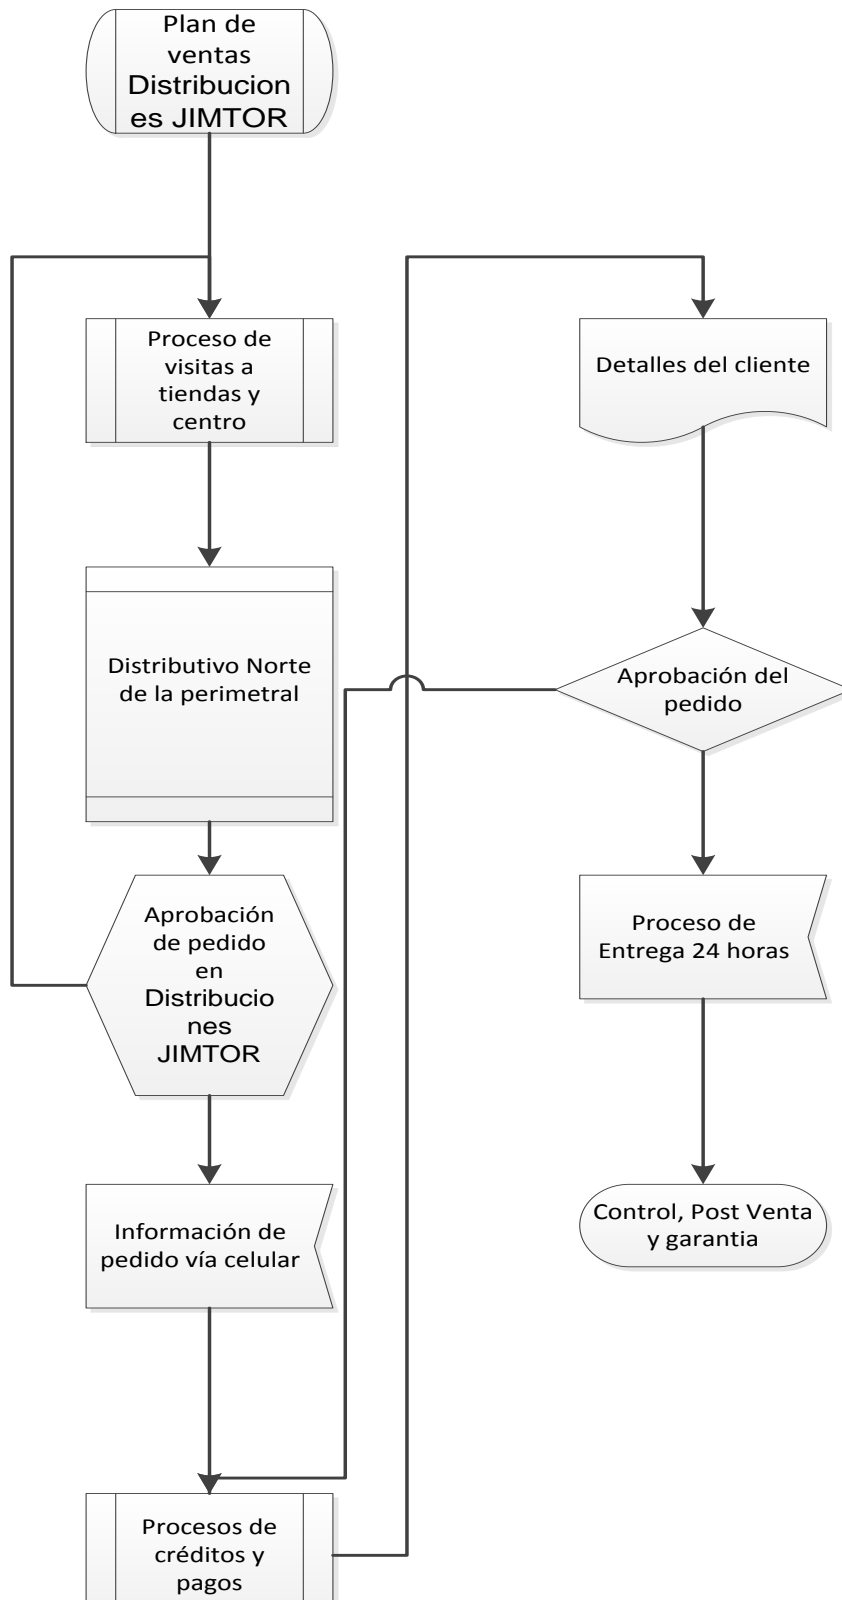 Plan de
ventas
Distribucion
es JIMTOR
Proceso de
visitas a
tiendas y
centro
Distributivo Norte
de la perimetral
Aprobación
de pedido
en
Distribucio
nes
JIMTOR
Información de
pedido vía celular
Procesos de
créditos y
pagos
Detalles del cliente
Aprobación del
pedido
Proceso de
Entrega 24 horas
Control, Post Venta
y garantia